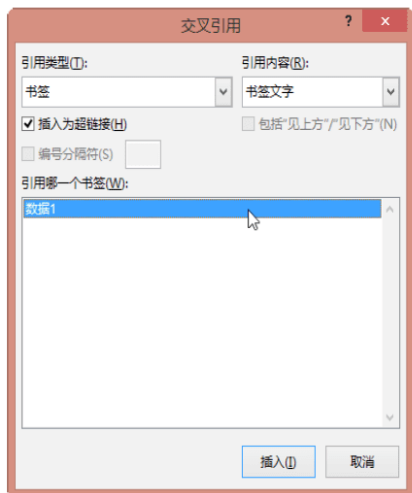 交叉引用 ? x
引用类型(T): 引用内容(R):
书签 书签文字
插入为超链接(H) 包括“见上方”/“见下方”(N)
编号分隔符(S)
引用哪一个书签(W):
数据1
插入(I) 取消